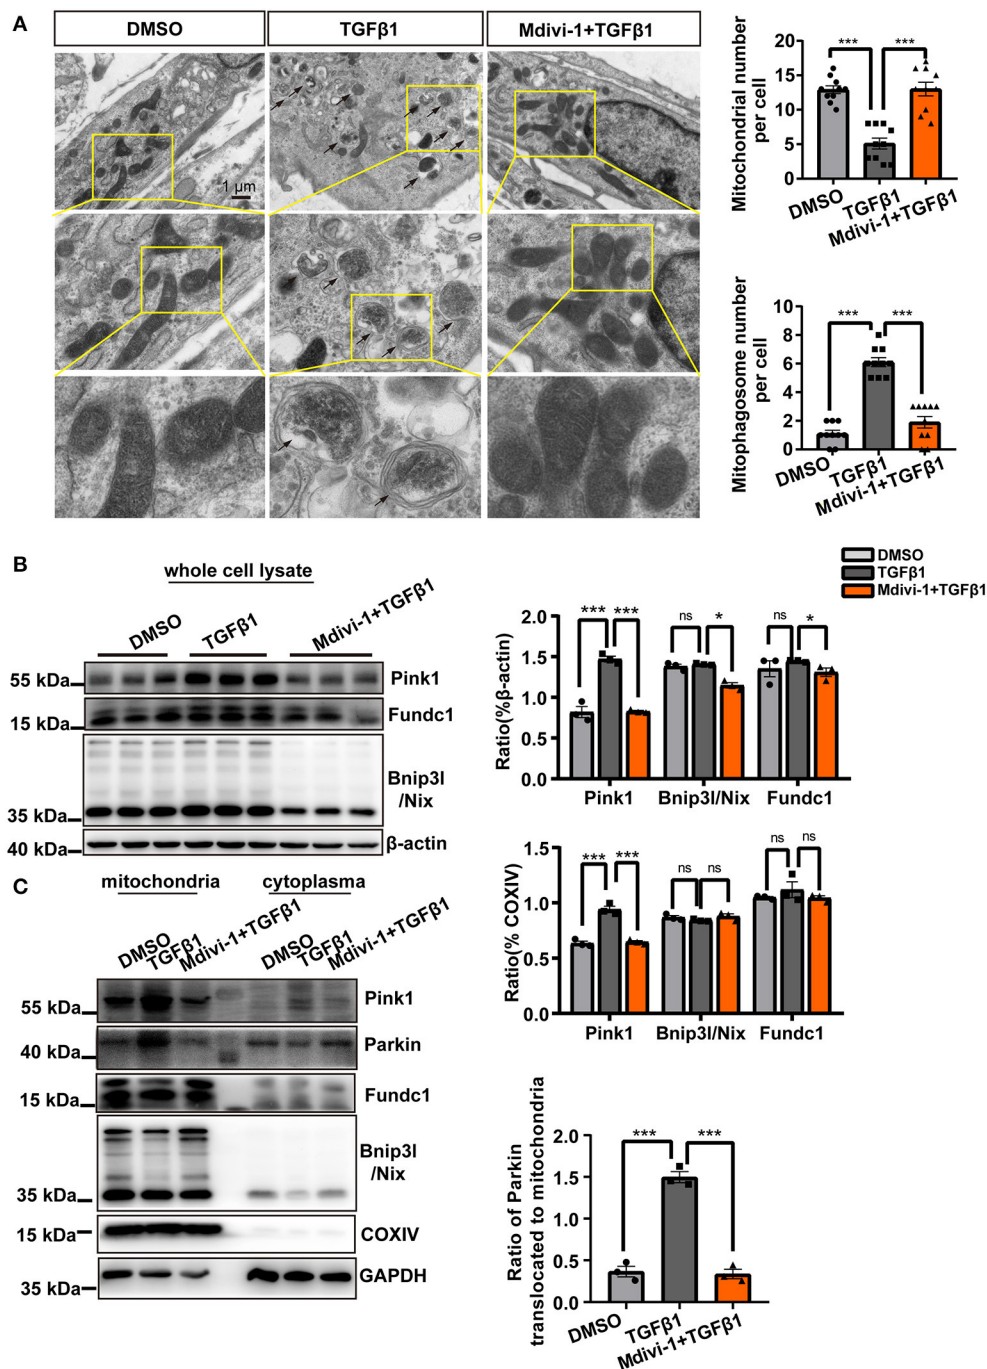 A
DMSO
TGFβ1
Mdivi-1+TGFβ1
1 μm
Mitochondrial number
per cell
20
15
10
5
0
***
***
DMSO
TGFβ1
Mdivi-1+TGFβ1
Mitophagosome number
per cell
10
8
6
4
2
0
***
***
DMSO
TGFβ1
Mdivi-1+TGFβ1
B
whole cell lysate
DMSO
TGFβ1
Mdivi-1+TGFβ1
55 kDa
Pink1
15 kDa
Fundc1
Bnip3l
/Nix
35 kDa
40 kDa
β-actin
DMSO
TGFβ1
Mdivi-1+TGFβ1
Ratio(%β-actin)
2.0
1.5
1.0
0.5
0.0
***
***
ns
*
ns
*
Pink1
Bnip3l/Nix
Fundc1
Ratio(% COXIV)
1.5
1.0
0.5
0.0
***
***
ns
ns
ns
ns
Pink1
Bnip3l/Nix
Fundc1
C
mitochondria
cytoplasma
DMSO
TGFβ1
Mdivi-1+TGFβ1
DMSO
TGFβ1
Mdivi-1+TGFβ1
55 kDa
Pink1
40 kDa
Parkin
15 kDa
Fundc1
Bnip3l
/Nix
35 kDa
15 kDa
COXIV
35 kDa
GAPDH
Ratio of Parkin
translocated to mitochondria
2.0
1.5
1.0
0.5
0.0
***
***
DMSO
TGFβ1
Mdivi-1+TGFβ1